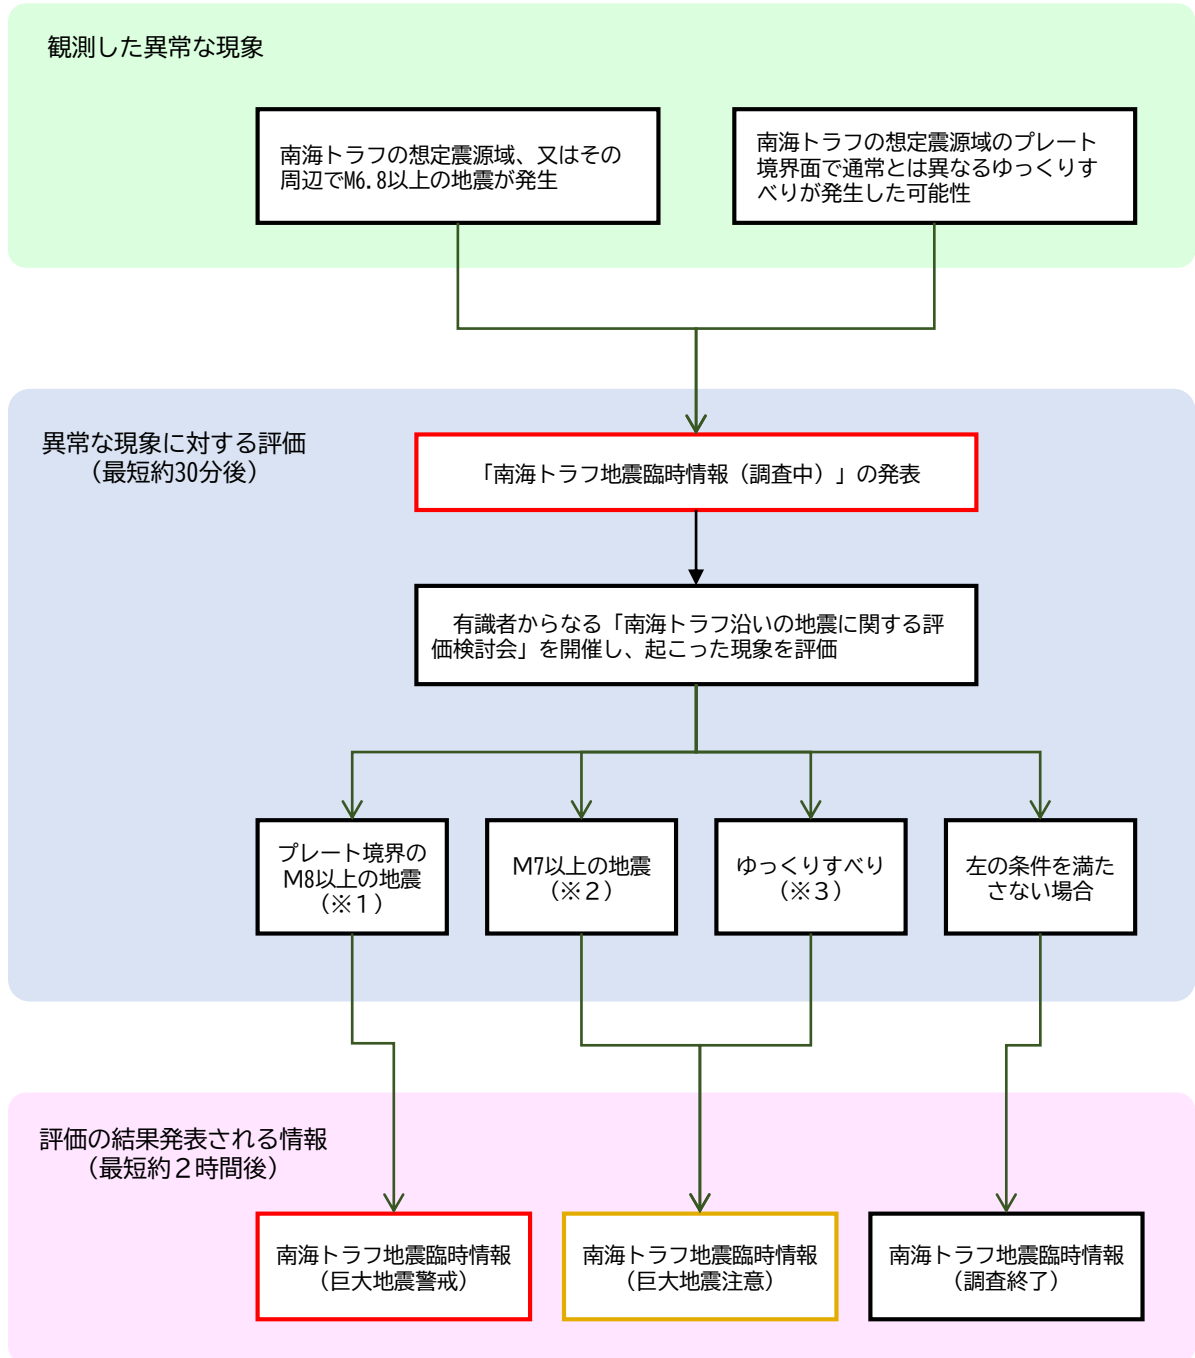 観測した異常な現象
南海トラフの想定震源域、又はその
周辺でM6.8以上の地震が発生
南海トラフの想定震源域のプレート
境界面で通常とは異なるゆっくりす
べりが発生した可能性
異常な現象に対する評価
（最短約30分後）
「南海トラフ地震臨時情報（調査中）」の発表
有識者からなる「南海トラフ沿いの地震に関する評
価検討会」を開催し、起こった現象を評価
プレート境界の
Ｍ8以上の地震
（※１）
Ｍ7以上の地震
（※２）
ゆっくりすべり
（※３）
左の条件を満た
さない場合
評価の結果発表される情報
（最短約２時間後）
南海トラフ地震臨時情報
（巨大地震警戒）
南海トラフ地震臨時情報
（巨大地震注意）
南海トラフ地震臨時情報
（調査終了）